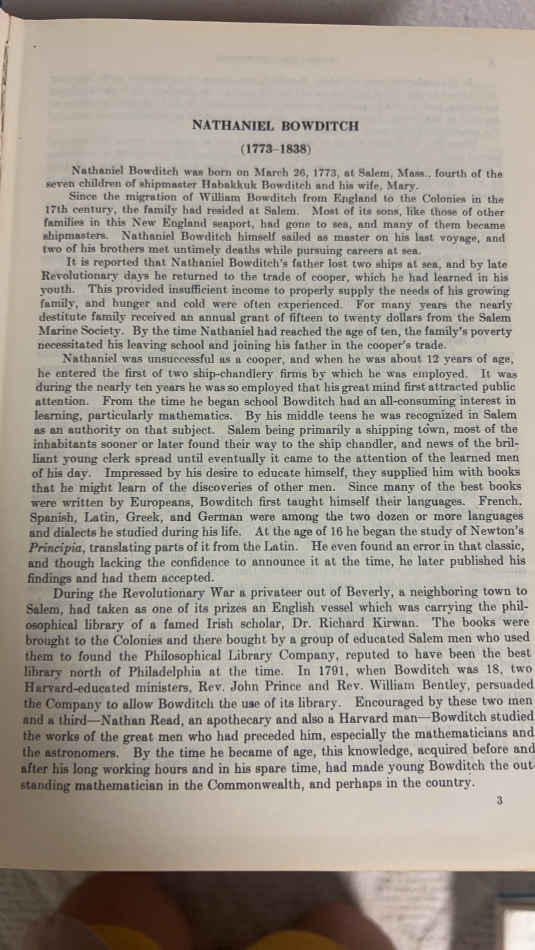 NATHANIEL BOWDITCH
(1773–1838)
Nathaniel Bowditch was born on March 26, 1773, at Salem, Mass., fourth of the
seven children of shipmaster Habakkuk Bowditch and his wife, Mary.
Since the migration of William Bowditch from England to the Colonies in the
17th century, the family had resided at Salem. Most of its sons, like those of other
families in this New England seaport, had gone to sea, and many of them became
shipmasters. Nathaniel Bowditch himself sailed as master on his last voyage, and
two of his brothers met untimely deaths while pursuing careers at sea.
It is reported that Nathaniel Bowditch's father lost two ships at sea, and by late
Revolutionary days he returned to the trade of cooper, which he had learned in his
youth. This provided insufficient income to properly supply the needs of his growing
family, and hunger and cold were often experienced. For many years the nearly
destitute family received an annual grant of fifteen to twenty dollars from the Salem
Marine Society. By the time Nathaniel had reached the age of ten, the family's poverty
necessitated his leaving school and joining his father in the cooper's trade.
Nathaniel was unsuccessful as a cooper, and when he was about 12 years of age,
he entered the first of two ship-chandlery firms by which he was employed. It was
during the nearly ten years he was so employed that his great mind first attracted public
attention. From the time he began school Bowditch had an all-consuming interest in
learning, particularly mathematics. By his middle teens he was recognized in Salem
as an authority on that subject. Salem being primarily a shipping town, most of the
inhabitants sooner or later found their way to the ship chandler, and news of the bril-
liant young clerk spread until eventually it came to the attention of the learned men
of his day. Impressed by his desire to educate himself, they supplied him with books
that he might learn of the discoveries of other men. Since many of the best books
were written by Europeans, Bowditch first taught himself their languages. French,
Spanish, Latin, Greek, and German were among the two dozen or more languages
and dialects he studied during his life. At the age of 16 he began the study of Newton's
Principia, translating parts of it from the Latin. He even found an error in that classic,
and though lacking the confidence to announce it at the time, he later published his
findings and had them accepted.
During the Revolutionary War a privateer out of Beverly, a neighboring town to
Salem, had taken as one of its prizes an English vessel which was carrying the phil-
osophical library of a famed Irish scholar, Dr. Richard Kirwan. The books were
brought to the Colonies and there bought by a group of educated Salem men who used
them to found the Philosophical Library Company, reputed to have been the best
library north of Philadelphia at the time. In 1791, when Bowditch was 18, two
Harvard-educated ministers, Rev. John Prince and Rev. William Bentley, persuaded
the Company to allow Bowditch the use of its library. Encouraged by these two men
and a third—Nathan Read, an apothecary and also a Harvard man—Bowditch studied
the works of the great men who had preceded him, especially the mathematicians and
the astronomers. By the time he became of age, this knowledge, acquired before and
after his long working hours and in his spare time, had made young Bowditch the out-
standing mathematician in the Commonwealth, and perhaps in the country.
3